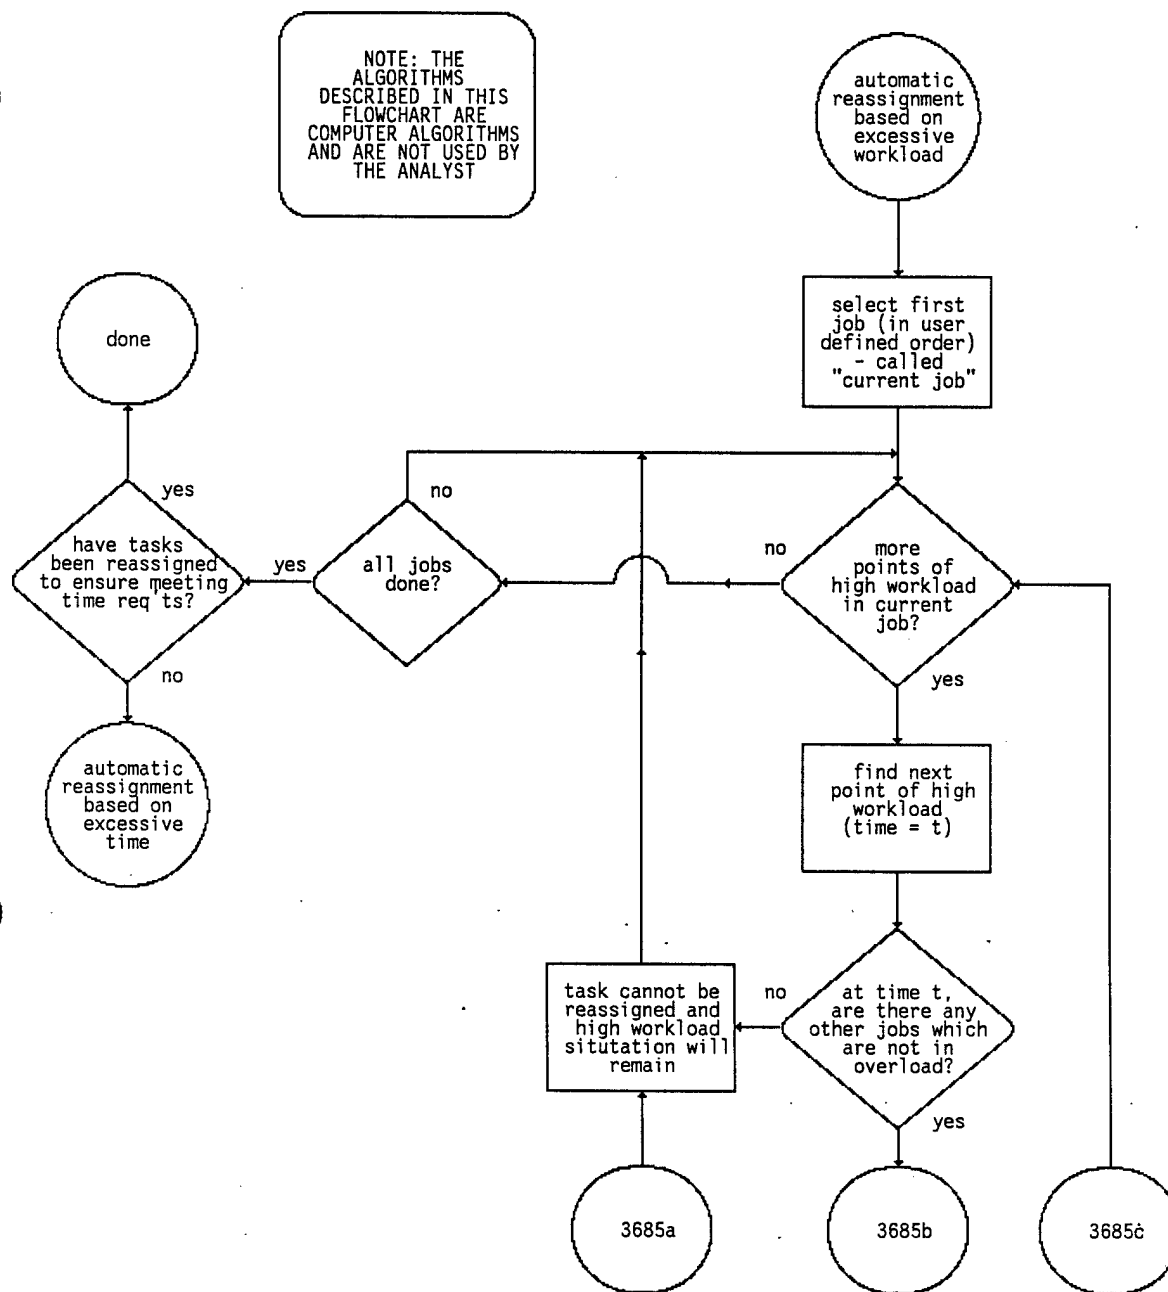 NOTE: THE
ALGORITHMS
DESCRIBED IN THIS
FLOWCHART ARE
COMPUTER ALGORITHMS
AND ARE NOT USED BY
THE ANALYST
automatic
reassignment
based on
excessive
workload
select first
job (in user
defined order)
- called
"current job"
done
yes
have tasks
been reassigned
to ensure meeting
time req'ts?
no
yes
all jobs
done?
no
no
more
points of
high workload
in current
job?
yes
automatic
reassignment
based on
excessive
time
find next
point of high
workload
(time = t)
task cannot be
reassigned and
high workload
situtation will
remain
no
at time t,
are there any
other jobs which
are not in
overload?
yes
3685a
3685b
3685c